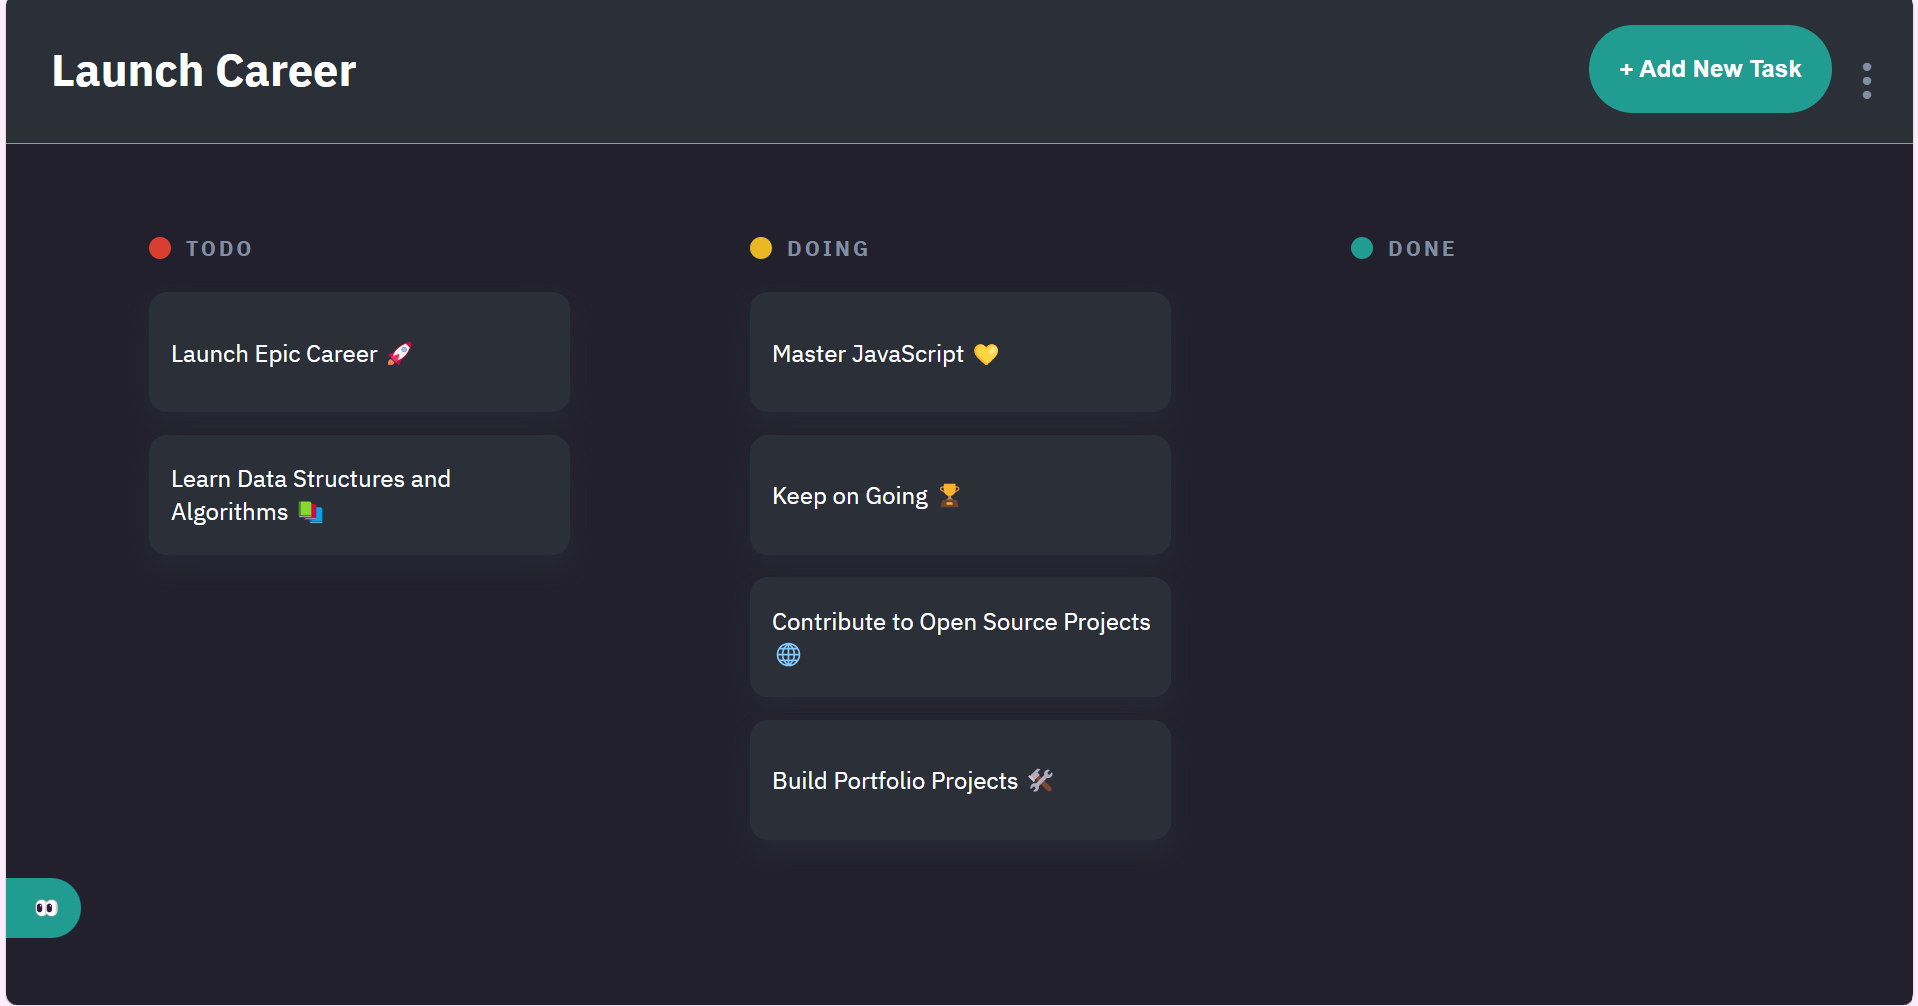 Launch Career
+ Add New Task
TODO
Launch Epic Career 🚀
Learn Data Structures and
Algorithms 📚
DOING
Master JavaScript 💛
Keep on Going 🏆
Contribute to Open Source Projects
🌐
Build Portfolio Projects 🛠️
DONE
👀